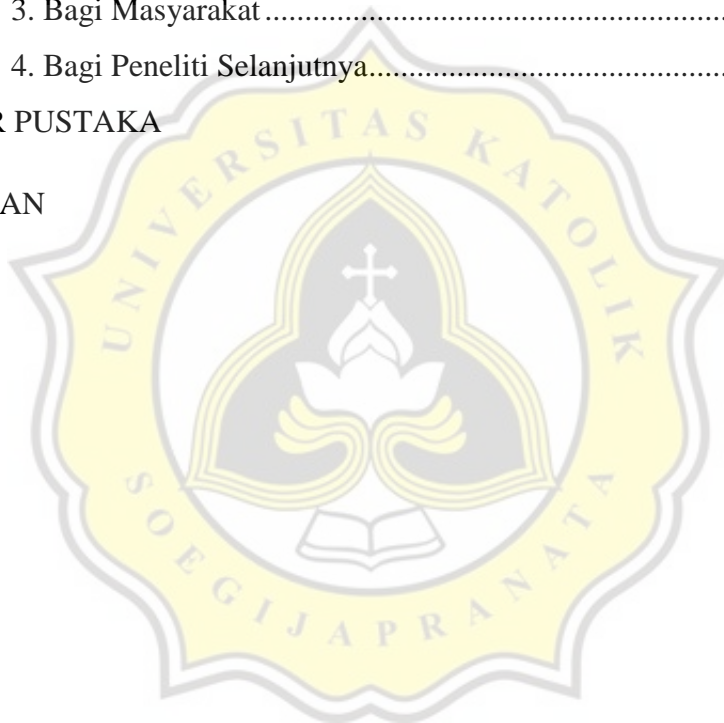 3. Bagi Masyarakat.......................................................
4. Bagi Peneliti Selanjutnya..........................................
R PUSTAKA
AN
UNIVERSITAS KATOLIK
SOEGIJAPRANATA